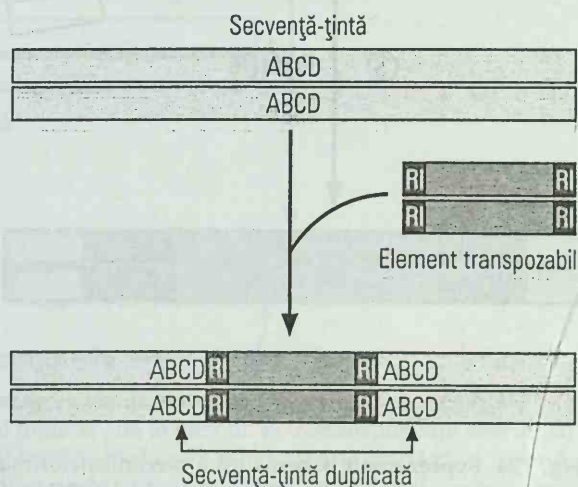 Secvenţă-ţintă
ABCD
ABCD
RI RI
RI RI
Element transpozabil
ABCD RI RI ABCD
ABCD RI RI ABCD
Secvenţă-ţintă duplicată